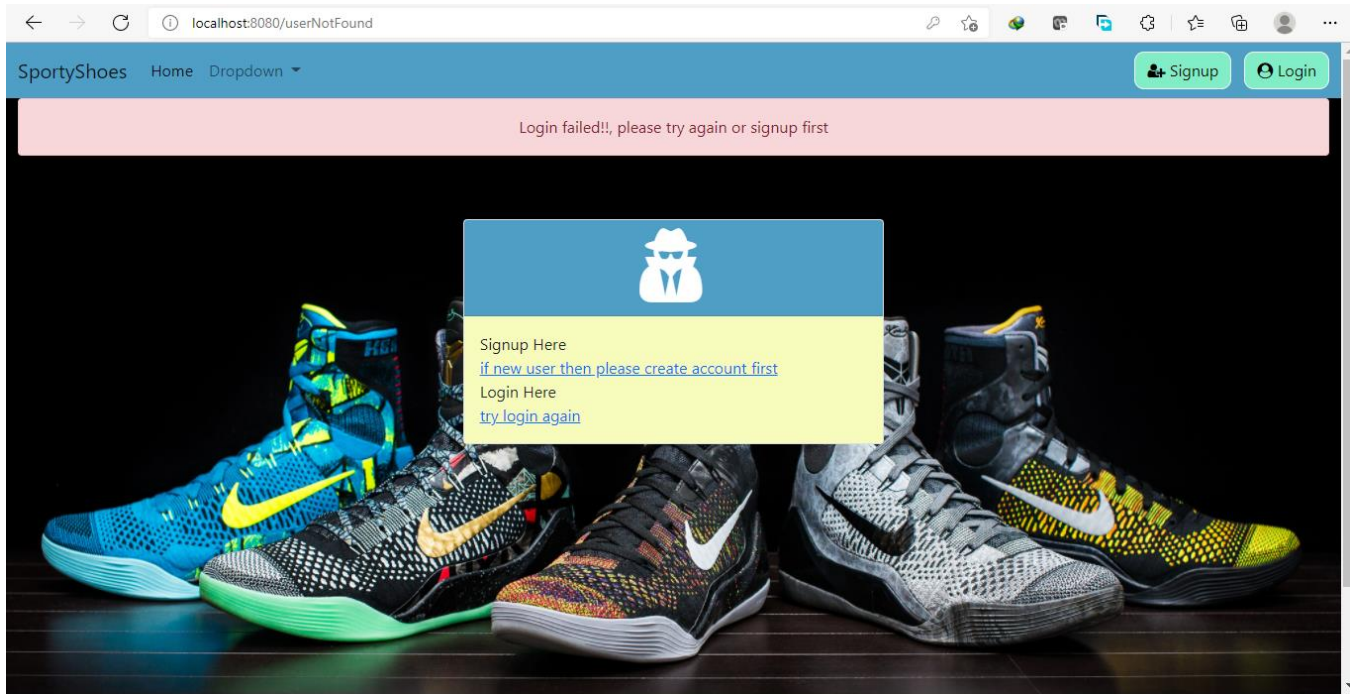 localhost:8080/userNotFound
SportyShoes Home Dropdown Signup Login
Login failed!!, please try again or signup first
Signup Here
if new user then please create account first
Login Here
try login again